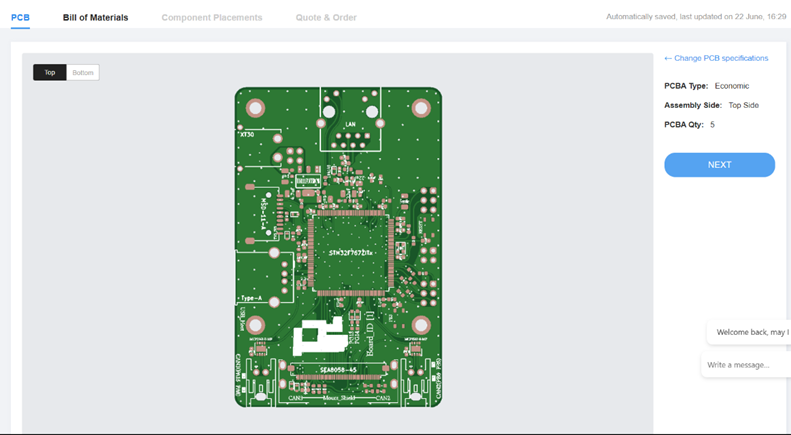 PCB Bill of Materials Component Placements Quote & Order Automatically saved, last updated on 22 June, 16:29
Top Bottom
← Change PCB specifications
PCBA Type: Economic
Assembly Side: Top Side
PCBA Qty: 5
NEXT
LAN
XT30
Type-A
Board_ID [1]
SEA8058-45
CAN1 Mount_Shield CAN2
Welcome back, may I
Write a message...